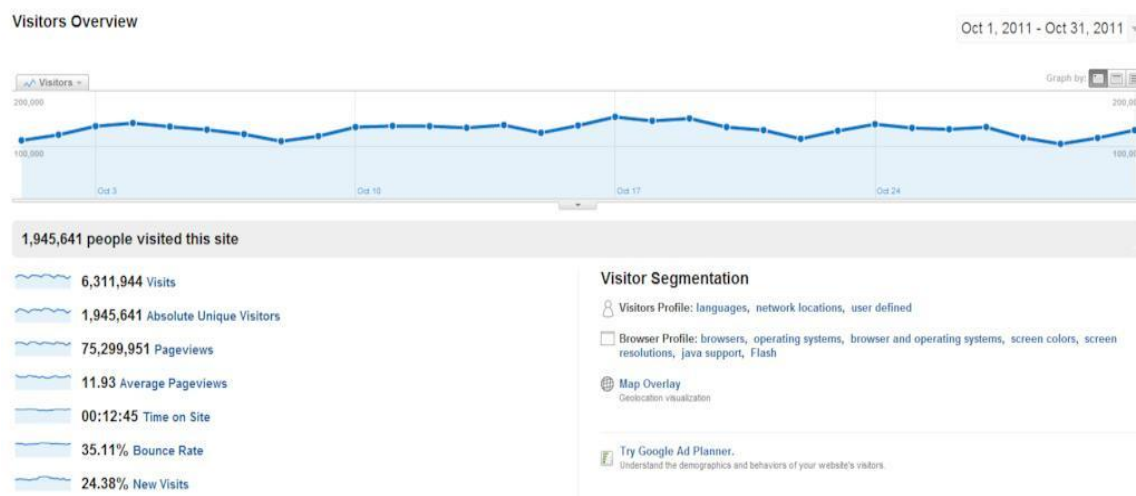 Visitors Overview
Oct 1, 2011 - Oct 31, 2011
Visitors
Graph by:
200,000
200,00
100,000
100,00
Oct 3
Oct 10
Oct 17
Oct 24
1,945,641 people visited this site
6,311,944 Visits
1,945,641 Absolute Unique Visitors
75,299,951 Pageviews
11.93 Average Pageviews
00:12:45 Time on Site
35.11% Bounce Rate
24.38% New Visits
Visitor Segmentation
Visitors Profile: languages, network locations, user defined
Browser Profile: browsers, operating systems, browser and operating systems, screen colors, screen
resolutions, java support, Flash
Map Overlay
Geolocation visualization
Try Google Ad Planner.
Understand the demographics and behaviors of your website's visitors.